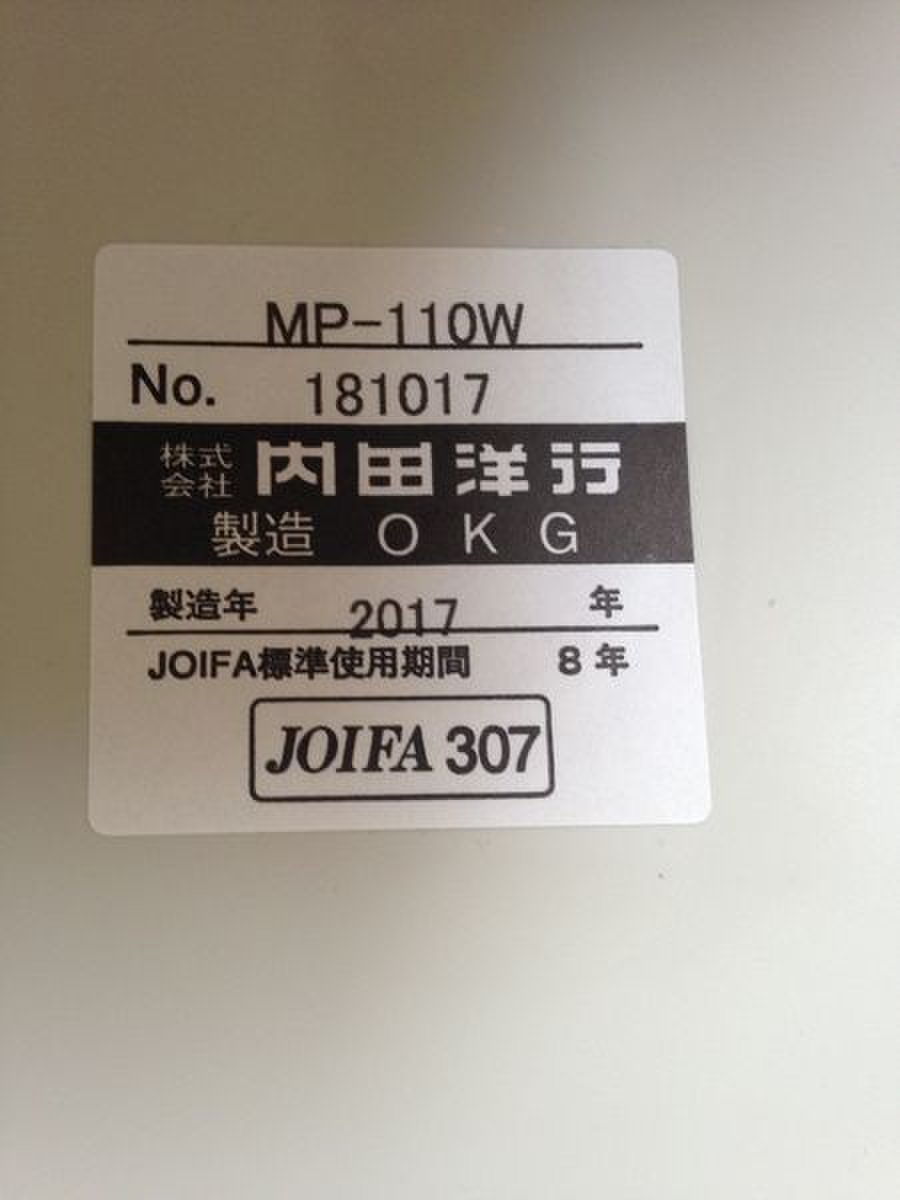 MP-110W
No. 181017
株式会社 内田洋行
製造 OKG
製造年 2017 年
JOIFA標準使用期間 8年
JOIFA 307